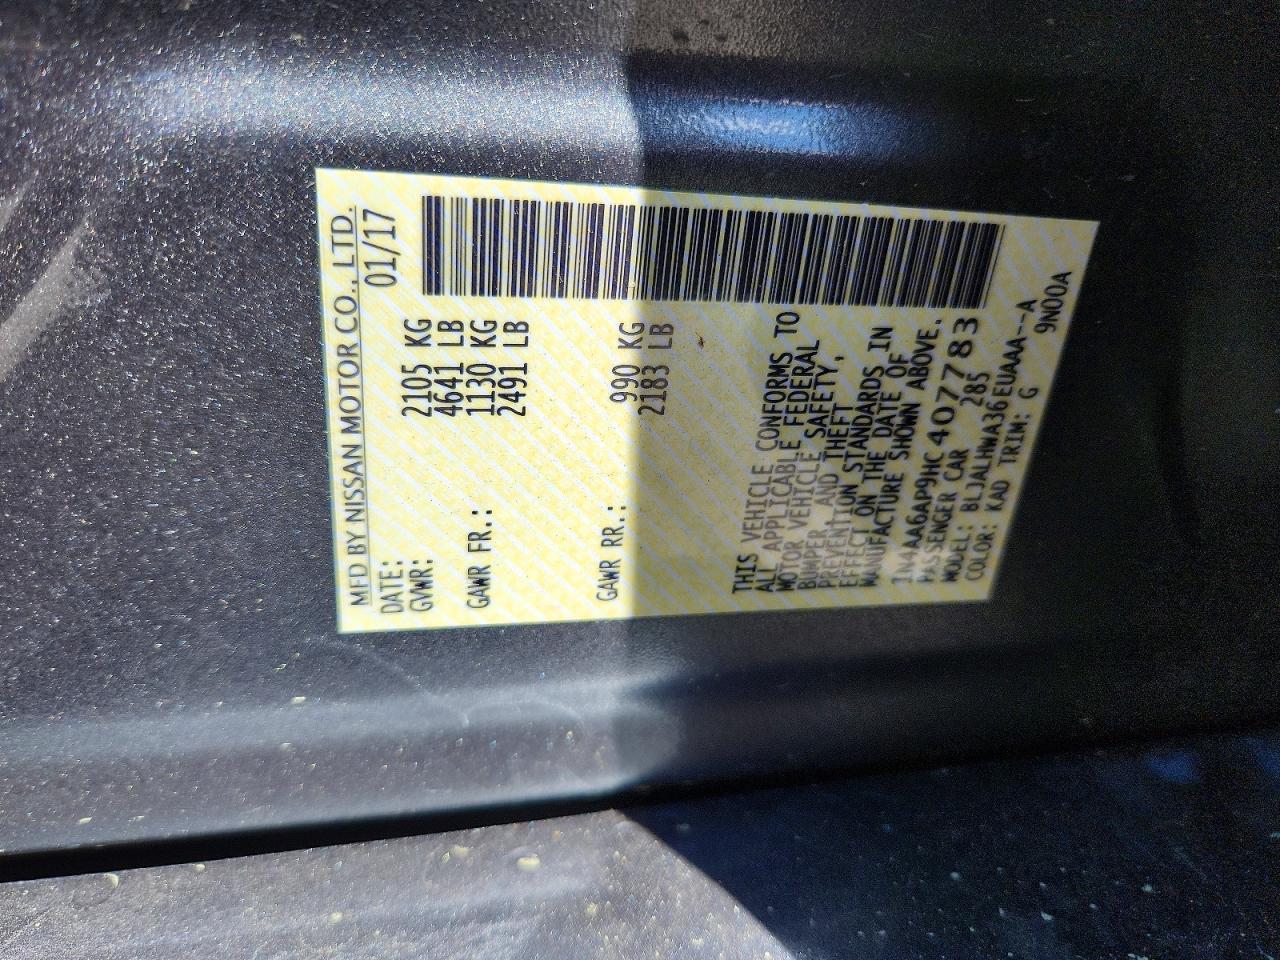 MFD BY NISSAN MOTOR CO., LTD.
DATE: 01/17
GVWR: 2105 KG
4641 LB
GAWR FR.: 1130 KG
2491 LB
GAWR RR.: 990 KG
2183 LB
THIS VEHICLE CONFORMS TO
ALL APPLICABLE FEDERAL
MOTOR VEHICLE SAFETY,
BUMPER AND THEFT
PREVENTION STANDARDS IN
EFFECT ON THE DATE OF
MANUFACTURE SHOWN ABOVE.
1N4AA6AP9HC407783
PASSENGER CAR 285
MODEL: BLJALHWA36EUAAA--A
COLOR: KAD TRIM: G 9N00A